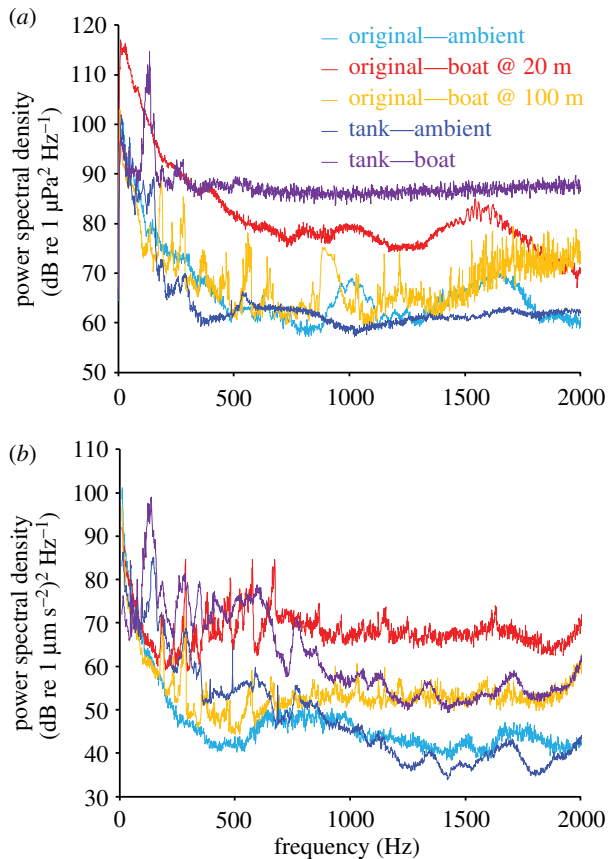 (a)
120
110
100
90
80
70
60
50
power spectral density
(dB re 1 µPa² Hz⁻¹)
original—ambient
original—boat @ 20 m
original—boat @ 100 m
tank—ambient
tank—boat
0
500
1000
1500
2000
(b)
110
100
90
80
70
60
50
40
30
power spectral density
(dB re 1 µm s⁻²)² Hz⁻¹)
0
500
1000
1500
2000
frequency (Hz)